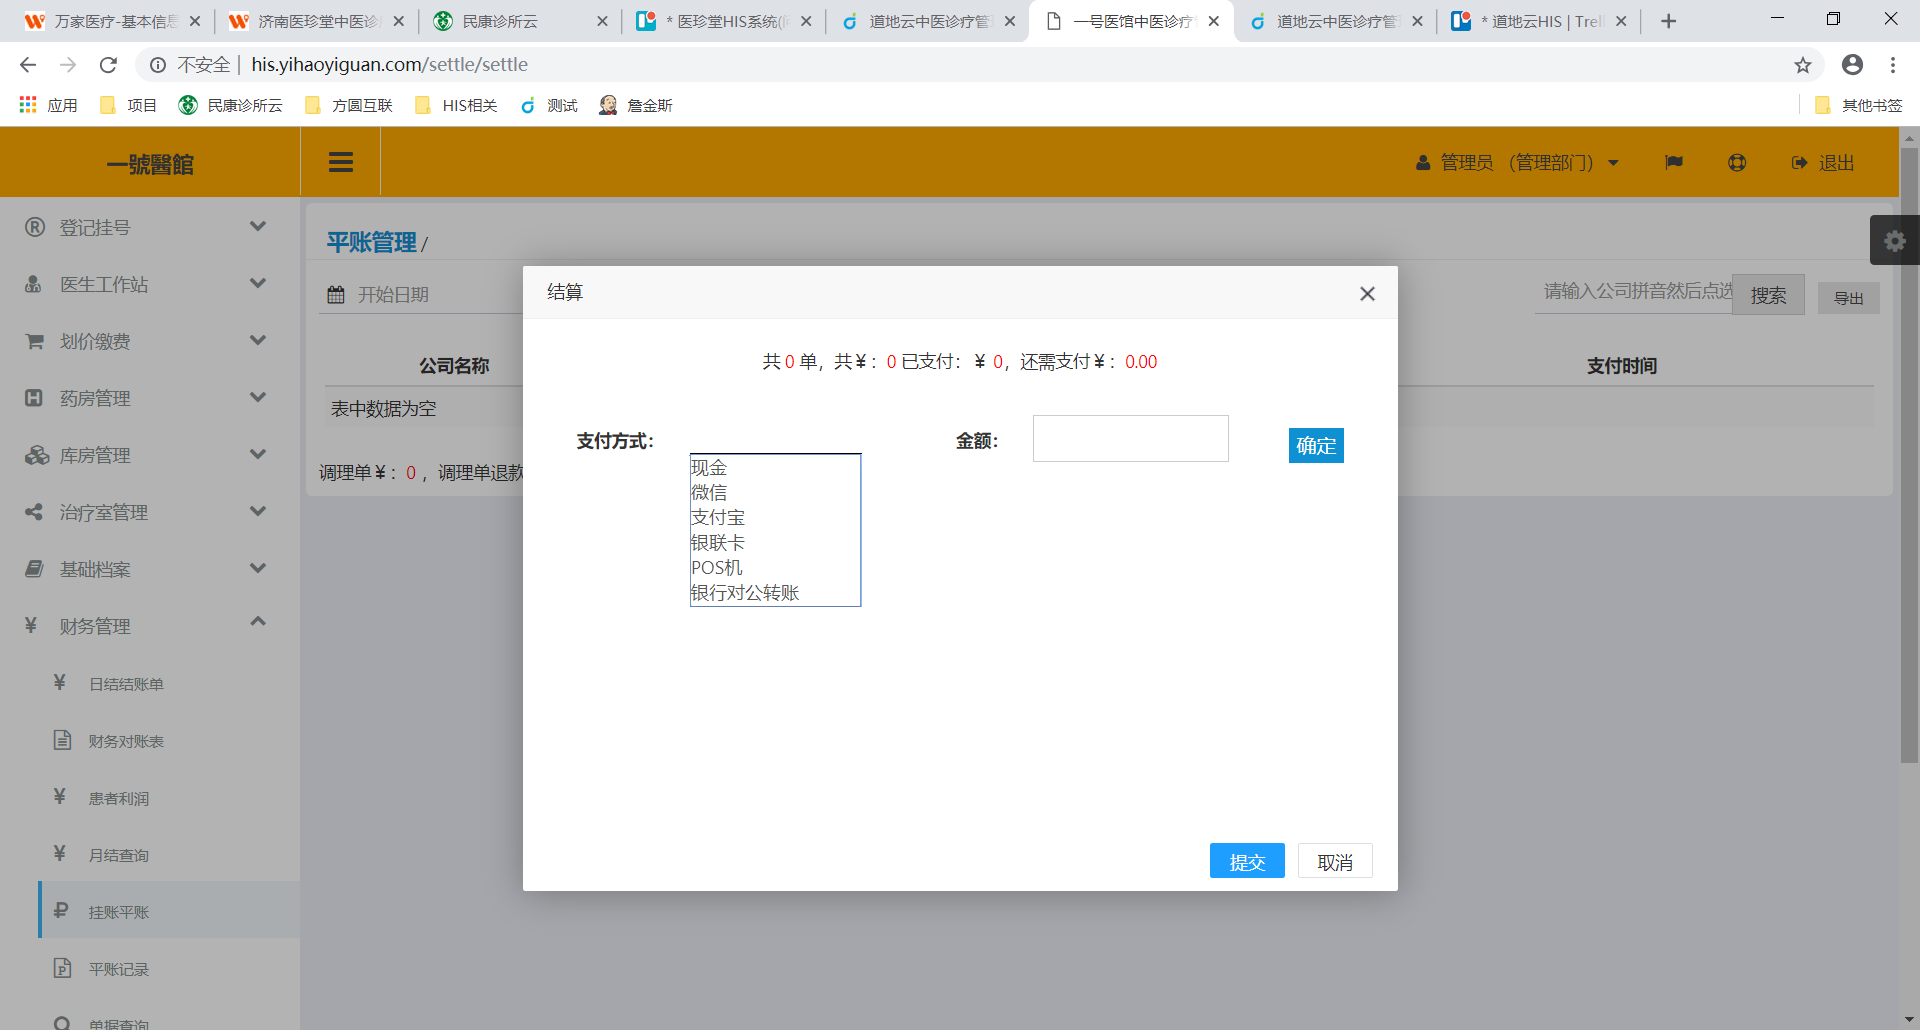 万家医疗-基本信息
济南医珍堂中医诊
民康诊所云
* 医珍堂HIS系统(
道地云中医诊疗管
一号医馆中医诊疗
道地云中医诊疗管
* 道地云HIS | Trel
不安全 | his.yihaoyiguan.com/settle/settle
应用 项目 民康诊所云 方圆互联 HIS相关 测试 詹金斯 其他书签
一號醫館
管理员 (管理部门) 退出
登记挂号
医生工作站
划价缴费
药房管理
库房管理
治疗室管理
基础档案
¥ 财务管理
¥ 日结结账单
财务对账表
¥ 患者利润
¥ 月结查询
挂账平账
平账记录
单据查询
平账管理 /
开始日期
请输入公司拼音然后点选
搜索
导出
公司名称 支付时间
表中数据为空
调理单¥：0，调理单退款
结算
共 0 单，共¥：0 已支付：¥ 0，还需支付¥：0.00
支付方式：
金额：
确定
现金
微信
支付宝
银联卡
POS机
银行对公转账
提交
取消